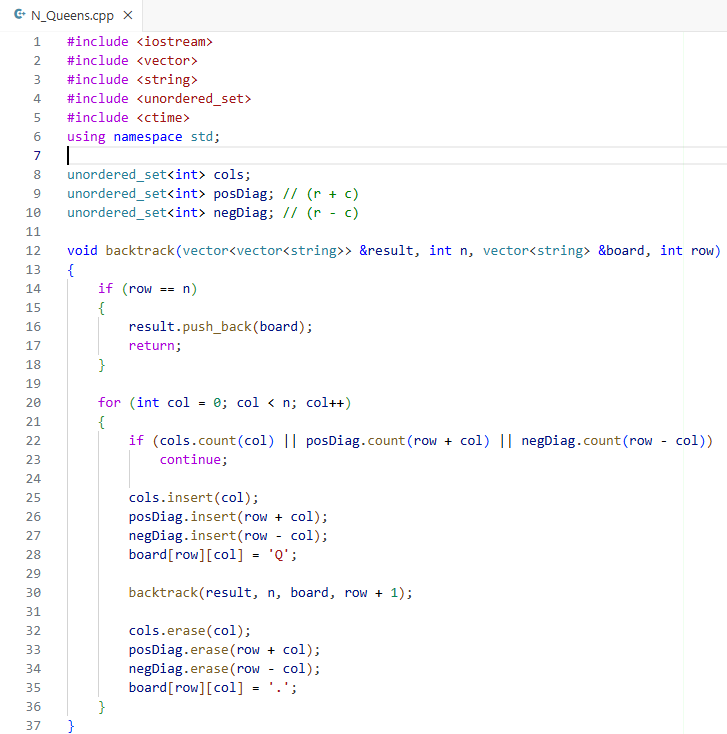 N_Queens.cpp ×
1 #include <iostream>
2 #include <vector>
3 #include <string>
4 #include <unordered_set>
5 #include <ctime>
6 using namespace std;
7
8 unordered_set<int> cols;
9 unordered_set<int> posDiag; // (r + c)
10 unordered_set<int> negDiag; // (r - c)
11
12 void backtrack(vector<vector<string>> &result, int n, vector<string> &board, int row)
13 {
14     if (row == n)
15     {
16         result.push_back(board);
17         return;
18     }
19
20     for (int col = 0; col < n; col++)
21     {
22         if (cols.count(col) || posDiag.count(row + col) || negDiag.count(row - col))
23             continue;
24
25         cols.insert(col);
26         posDiag.insert(row + col);
27         negDiag.insert(row - col);
28         board[row][col] = 'Q';
29
30         backtrack(result, n, board, row + 1);
31
32         cols.erase(col);
33         posDiag.erase(row + col);
34         negDiag.erase(row - col);
35         board[row][col] = '.';
36     }
37 }